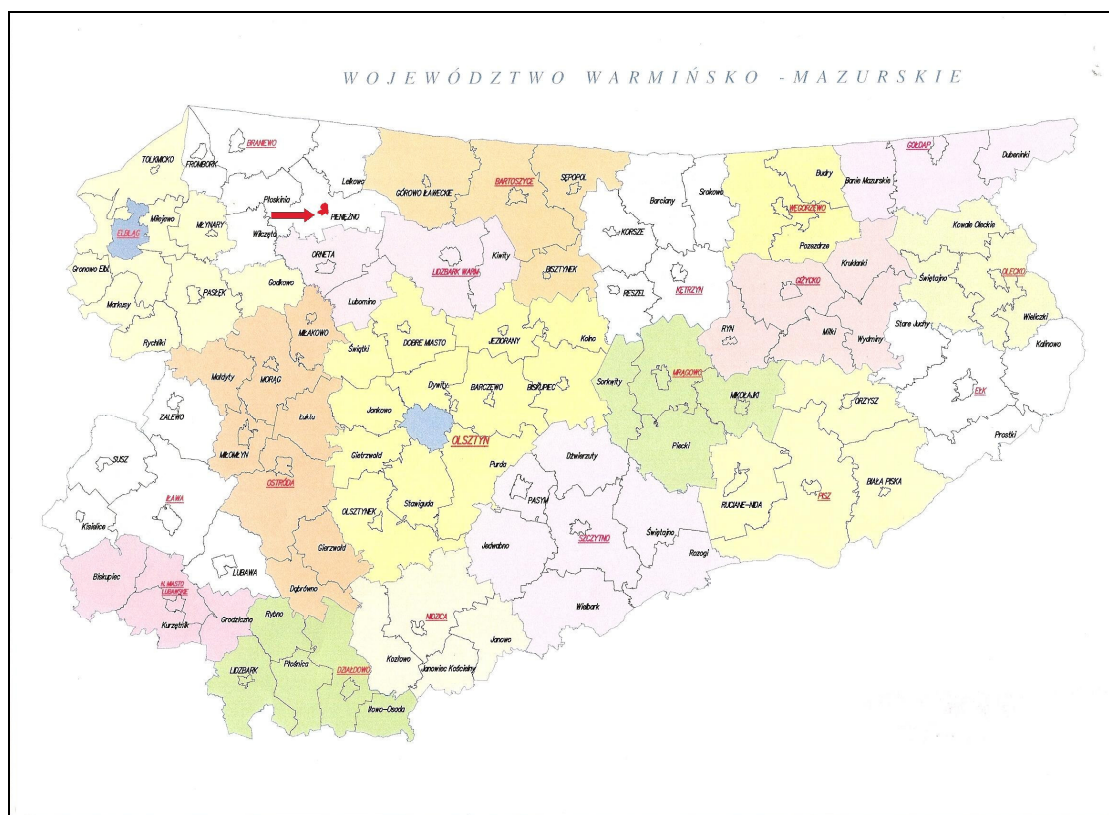 WOJEWÓDZTWO WARMIŃSKO -MAZURSKIE
BRANIEWO
GOŁDAP
TOLKMICKO
FROMBORK
Dubeninki
Lelkowo
SĘPOPOL
Budry
Banie Mazurskie
BARTOSZYCE
GÓROWO IŁAWECKIE
Srokowo
Płoskinia
Barciany
WĘGORZEWO
PIENIĘŻNO
Milejewo
MŁYNARY
Kowale Oleckie
ELBLĄG
Wilczęta
KORSZE
Pozezdrze
ORNETA
Kiwity
Kruklanki
Gronowo Elbl.
LIDZBARK WARM.
BISZTYNEK
OLECKO
Świętajno
Markusy
Godkowo
GIŻYCKO
PASŁĘK
RESZEL
KĘTRZYN
Lubomino
Wieliczki
MIŁAKOWO
Stare Juchy
RYN
Miłki
Wydminy
Kolno
DOBRE MIASTO
JEZIORANY
Kalinowo
Rychliki
Świątki
MORĄG
Małdyty
MRĄGOWO
Sorkwity
Dywity
BARCZEWO
BISKUPIEC
EŁK
MIKOŁAJKI
ORZYSZ
ZALEWO
Jonkowo
Łukta
OLSZTYN
Prostki
Piecki
MIŁOMŁYN
Gietrzwałd
Dźwierzuty
SUSZ
Purda
BIAŁA PISKA
OSTRÓDA
OLSZTYNEK
IŁAWA
PISZ
PASYM
Stawiguda
RUCIANE-NIDA
Kisielice
Świętajno
SZCZYTNO
Jedwabno
Gierzwałd
Rozogi
LUBAWA
Biskupiec
N. MIASTO
LUBAWSKIE
Dąbrówno
Wielbark
Rybno
NIDZICA
Grodziczna
Kurzętnik
Janowo
Kozłowo
Płośnica
Janowiec Kościelny
LIDZBARK
DZIAŁDOWO
Iłowo-Osada